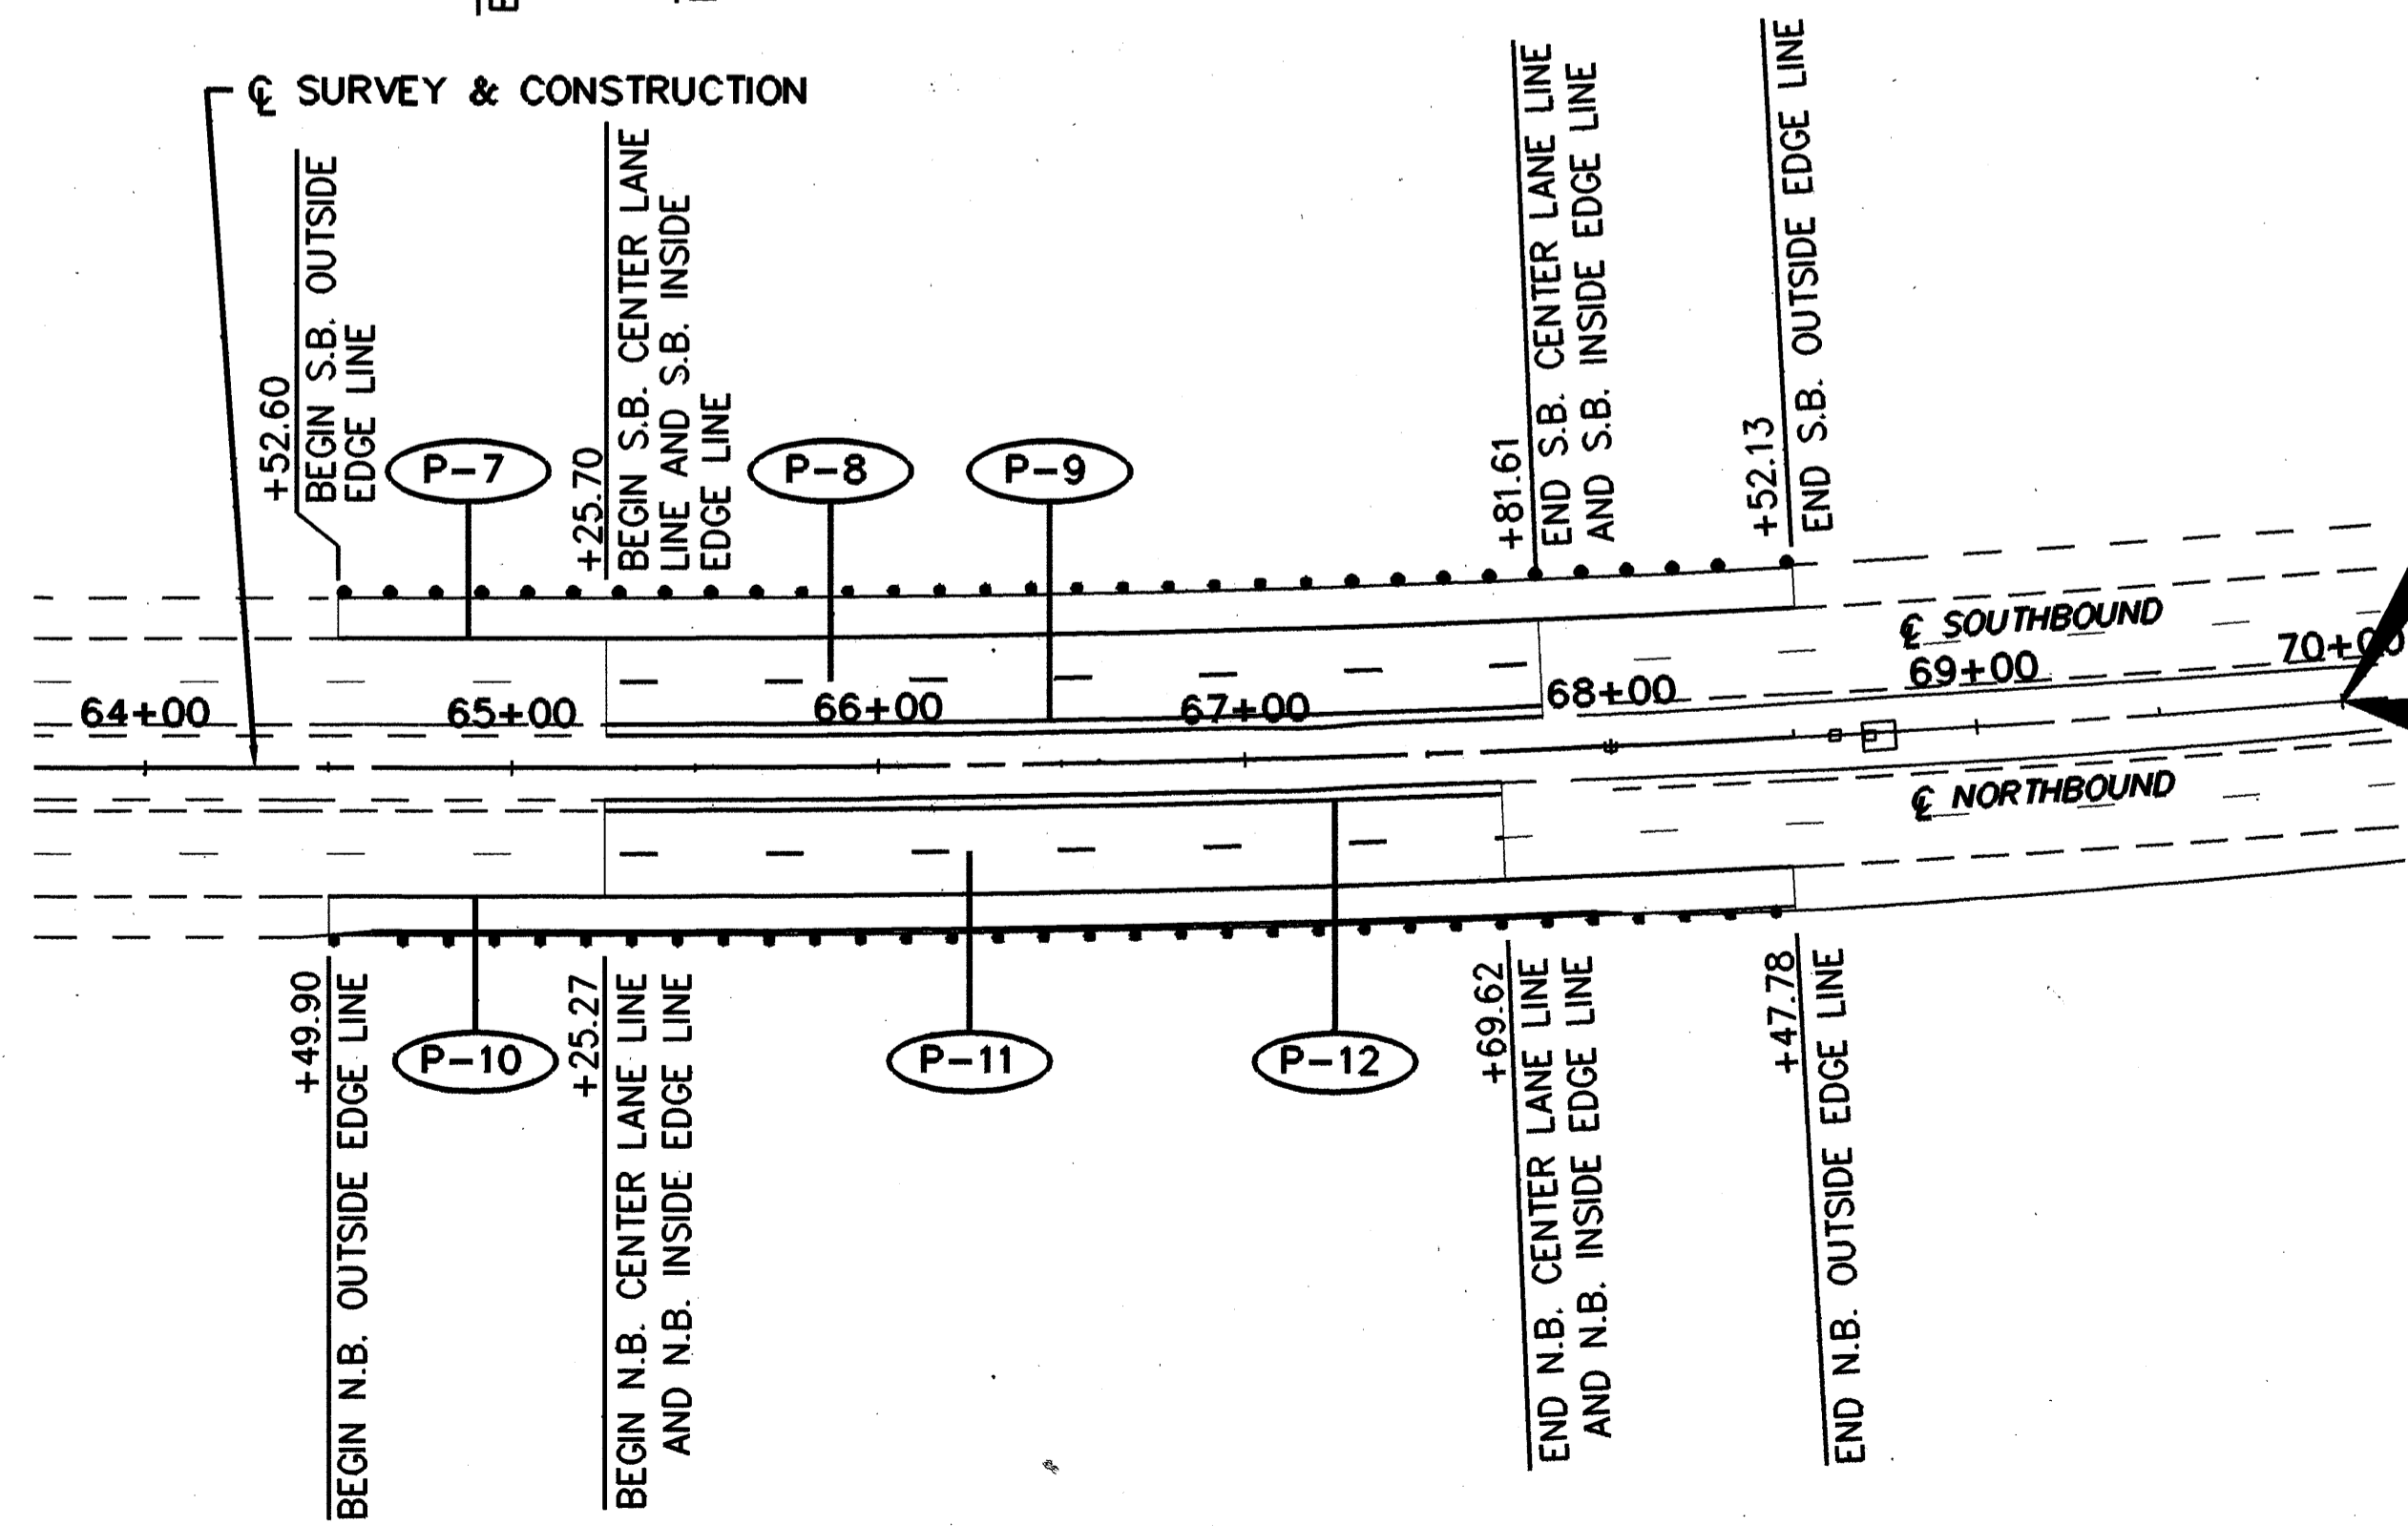 ℄ SURVEY & CONSTRUCTION
+52.60
BEGIN S.B. OUTSIDE
EDGE LINE
P-7
+25.70
BEGIN S.B. CENTER LANE
LINE AND S.B. INSIDE
EDGE LINE
P-8
P-9
+81.61
END S.B. CENTER LANE LINE
AND S.B. INSIDE EDGE LINE
+52.13
END S.B. OUTSIDE EDGE LINE
℄ SOUTHBOUND
64+00
65+00
66+00
67+00
68+00
69+00
70+00
℄ NORTHBOUND
+49.90
BEGIN N.B. OUTSIDE EDGE LINE
P-10
+25.27
BEGIN N.B. CENTER LANE LINE
AND N.B. INSIDE EDGE LINE
P-11
P-12
+69.62
END N.B. CENTER LANE LINE
AND N.B. INSIDE EDGE LINE
+47.78
END N.B. OUTSIDE EDGE LINE